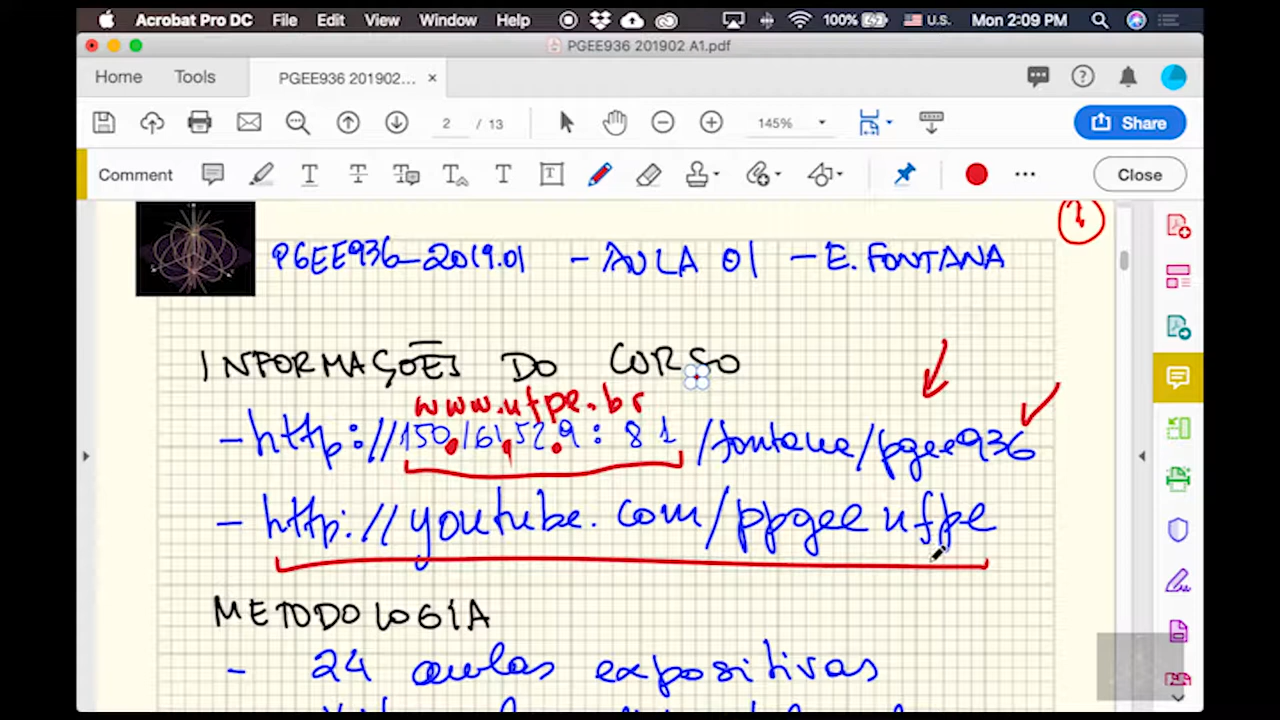 Acrobat Pro DC File Edit View Window Help 100% U.S. Mon 2:09 PM
PGEE936 201902 A1.pdf
Home Tools PGEE936 201902... ×
2 / 13 145% Share
Comment Close
1
PGEE936-2019.01 - AULA 01 - E. FONTANA
INFORMAÇÕES DO CURSO
www.ufpe.br
- http://150.161.52.9:81/fontana/pgee936
- http://youtube.com/ppgeeufpe
METODOLOGIA
- 24 aulas expositivas